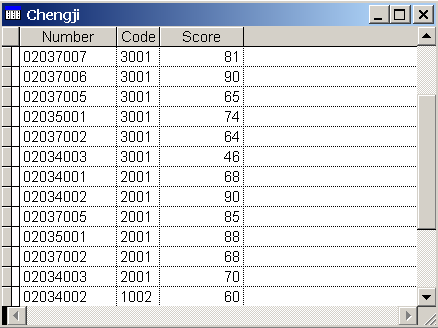 Chengji
Number Code Score
02037007 3001 81
02037006 3001 90
02037005 3001 65
02035001 3001 74
02037002 3001 64
02034003 3001 46
02034001 2001 68
02034002 2001 90
02037005 2001 85
02035001 2001 88
02037002 2001 68
02034003 2001 70
02034002 1002 60